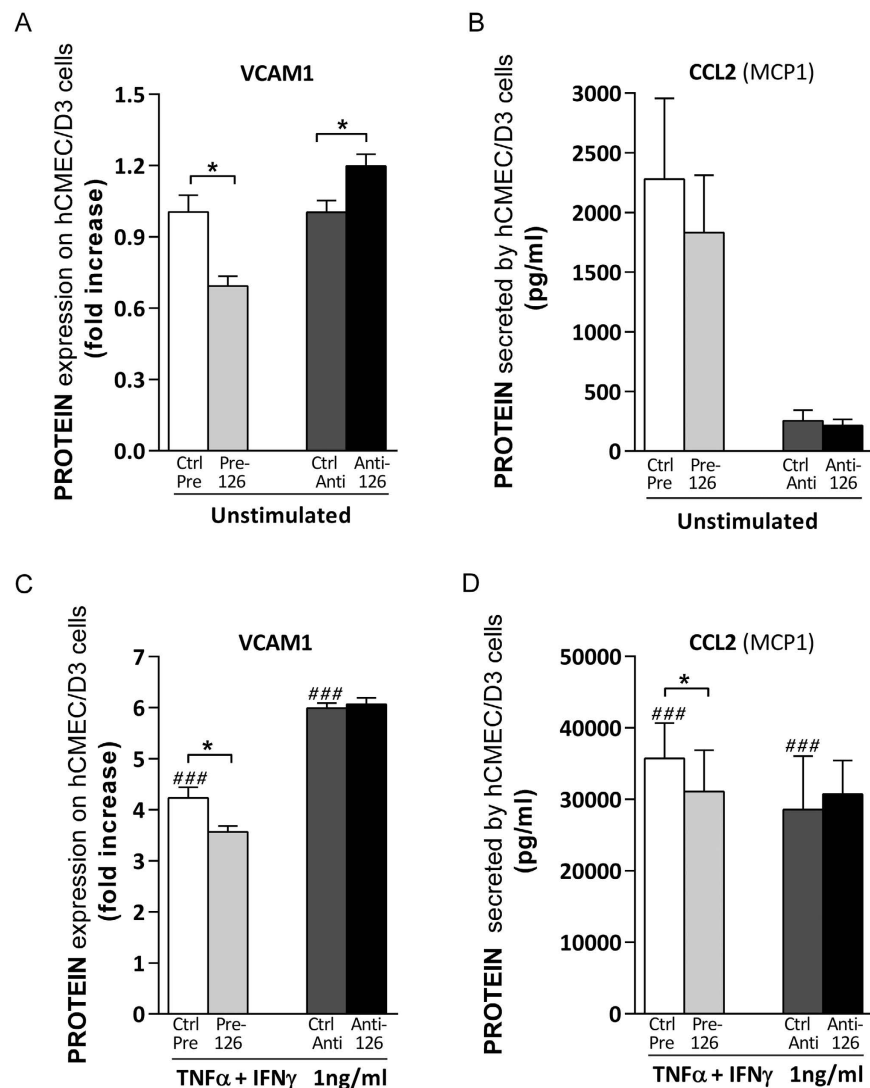 A
VCAM1
PROTEIN expression on hCMEC/D3 cells
(fold increase)
1.5
1.2
0.9
0.6
0.3
0.0
*
*
Ctrl Pre- Ctrl Anti-
Pre 126 Anti 126
Unstimulated
B
CCL2 (MCP1)
PROTEIN secreted by hCMEC/D3 cells
(pg/ml)
3000
2500
2000
1500
1000
500
0
Ctrl Pre- Ctrl Anti-
Pre 126 Anti 126
Unstimulated
C
VCAM1
PROTEIN expression on hCMEC/D3 cells
(fold increase)
7
6
5
4
3
2
1
0
###
*
###
Ctrl Pre- Ctrl Anti-
Pre 126 Anti 126
TNFα + IFNγ 1ng/ml
D
CCL2 (MCP1)
PROTEIN secreted by hCMEC/D3 cells
(pg/ml)
50000
40000
30000
20000
10000
0
*
###
###
Ctrl Pre- Ctrl Anti-
Pre 126 Anti 126
TNFα + IFNγ 1ng/ml